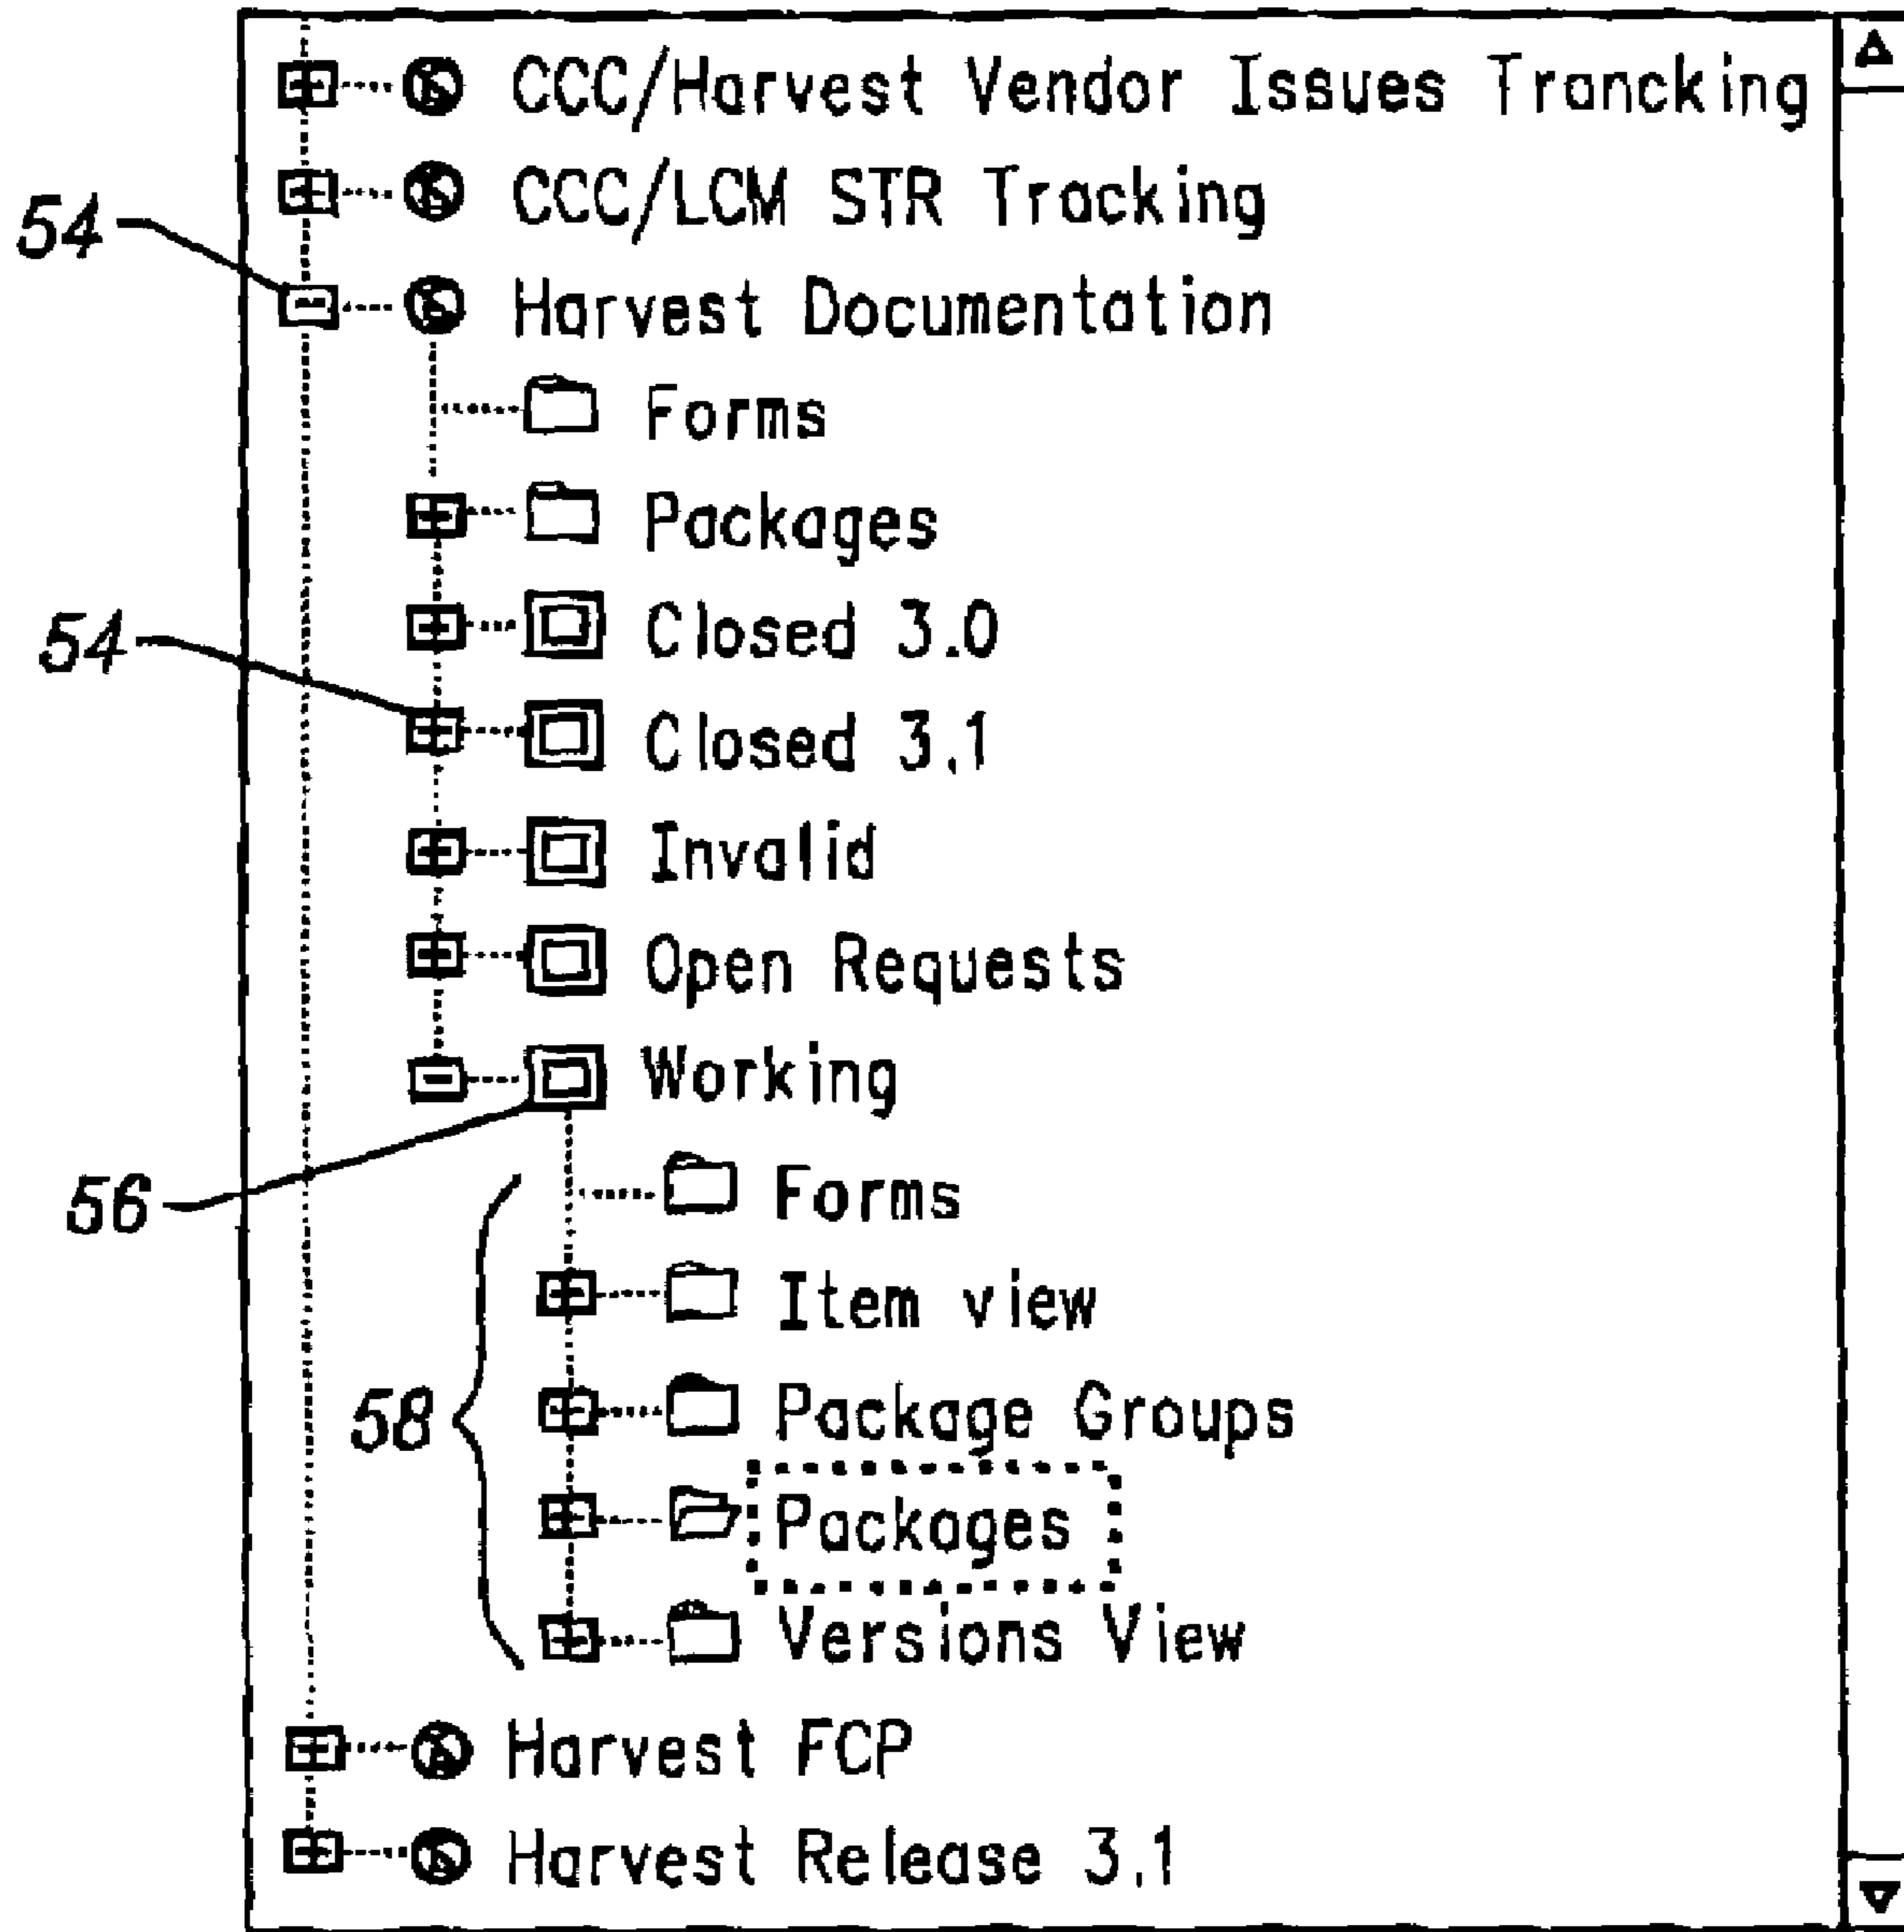 CCC/Harvest Vendor Issues Trancking
CCC/LCM STR Tracking
54
Harvest Documentation
Forms
Packages
Closed 3.0
54
Closed 3.1
Invalid
Open Requests
Working
56
Forms
Item view
58
Package Groups
Packages
Versions View
Harvest FCP
Harvest Release 3.1